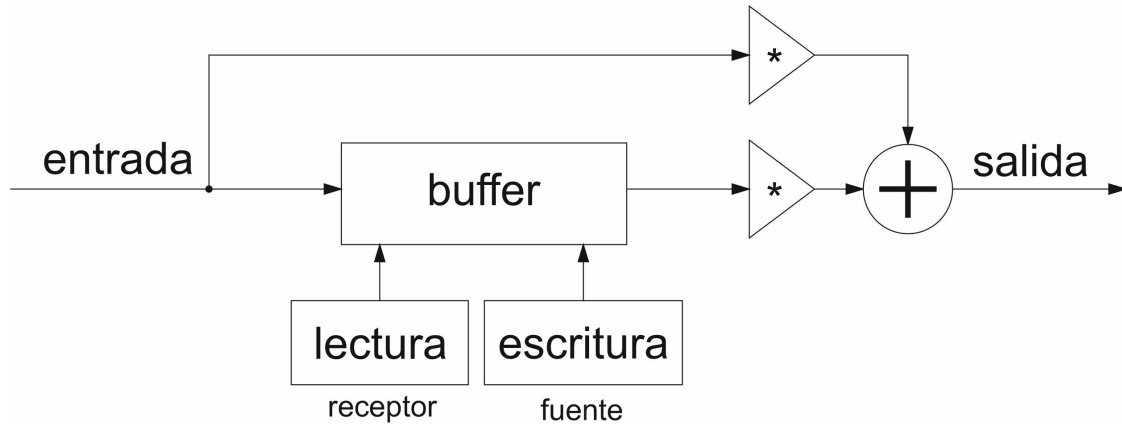 *
entrada
buffer
*
+
salida
lectura
escritura
receptor
fuente